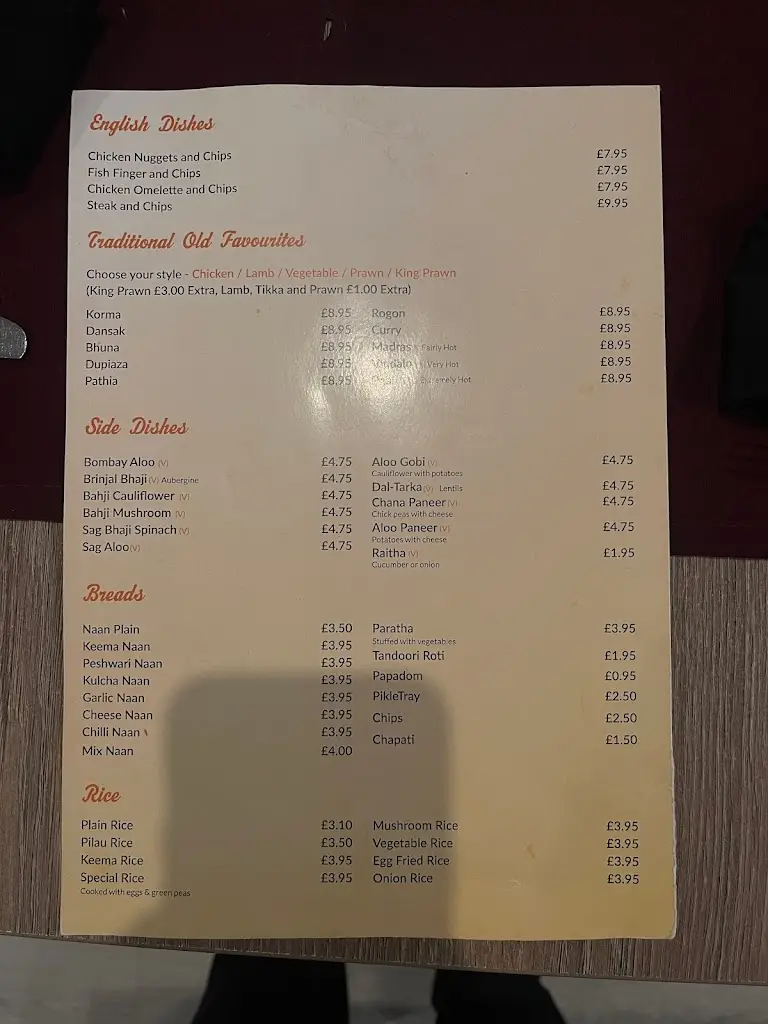 English Dishes
Chicken Nuggets and Chips £7.95
Fish Finger and Chips £7.95
Chicken Omelette and Chips £7.95
Steak and Chips £9.95
Traditional Old Favourites
Choose your style - Chicken / Lamb / Vegetable / Prawn / King Prawn
(King Prawn £3.00 Extra, Lamb, Tikka and Prawn £1.00 Extra)
Korma £8.95 Rogon £8.95
Dansak £8.95 Curry £8.95
Bhuna £8.95 Madras Fairly Hot £8.95
Dupiaza £8.95 Very Hot £8.95
Pathia £8.95 Extremely Hot £8.95
Side Dishes
Bombay Aloo (V) £4.75 Aloo Gobi (V) £4.75
Cauliflower with potatoes
Brinjal Bhaji (V) Aubergine £4.75 Dal-Tarka (V) Lentils £4.75
Bahji Cauliflower (V) £4.75 Chana Paneer (V) £4.75
Chick peas with cheese
Bahji Mushroom (V) £4.75 Aloo Paneer (V) £4.75
Potatoes with cheese
Sag Bhaji Spinach (V) £4.75 Raitha (V) £1.95
Cucumber or onion
Sag Aloo (V) £4.75
Breads
Naan Plain £3.50 Paratha £3.95
Stuffed with vegetables
Keema Naan £3.95 Tandoori Roti £1.95
Peshwari Naan £3.95 Papadom £0.95
Kulcha Naan £3.95 PikleTray £2.50
Garlic Naan £3.95 Chips £2.50
Cheese Naan £3.95 Chapati £1.50
Chilli Naan £3.95
Mix Naan £4.00
Rice
Plain Rice £3.10 Mushroom Rice £3.95
Pilau Rice £3.50 Vegetable Rice £3.95
Keema Rice £3.95 Egg Fried Rice £3.95
Special Rice £3.95 Onion Rice £3.95
Cooked with eggs & green peas